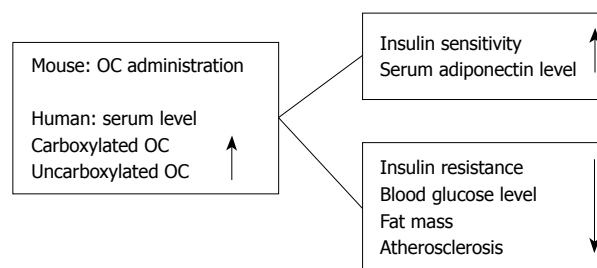 Mouse: OC administration
Human: serum level
Carboxylated OC
Uncarboxylated OC
Insulin sensitivity
Serum adiponectin level
Insulin resistance
Blood glucose level
Fat mass
Atherosclerosis